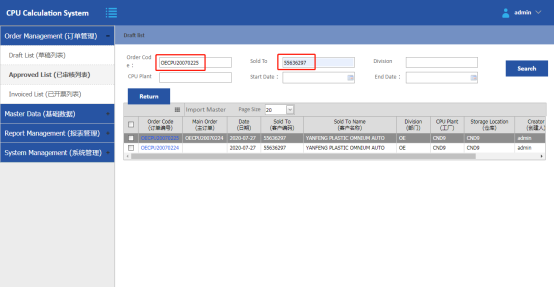 CPU Calculation System
admin
Order Management (订单管理)
Draft List (草稿列表)
Approved List (已审核列表)
Invoiced List (已开票列表)
Master Data (基础数据)
Report Management (报表管理)
System Management (系统管理)
Draft list
Order Code : OECPU20070225 Sold To 55636297 Division
CPU Plant Start Date : End Date :
Search
Return
Import Master Page Size 20
Order Code Main Order Date Sold To Sold To Name Division CPU Plant Storage Location Creator
(订单编号) (主订单) (日期) (客户编码) (客户名称) (部门) (工厂) (仓库) (创建人)
OECPU20070225 OECPU20070224 2020-07-27 55636297 YANFENG PLASTIC OMNIUM AUTO OE CND9 CND9 admin
OECPU20070224 2020-07-27 55636297 YANFENG PLASTIC OMNIUM AUTO OE CND9 CND9 admin